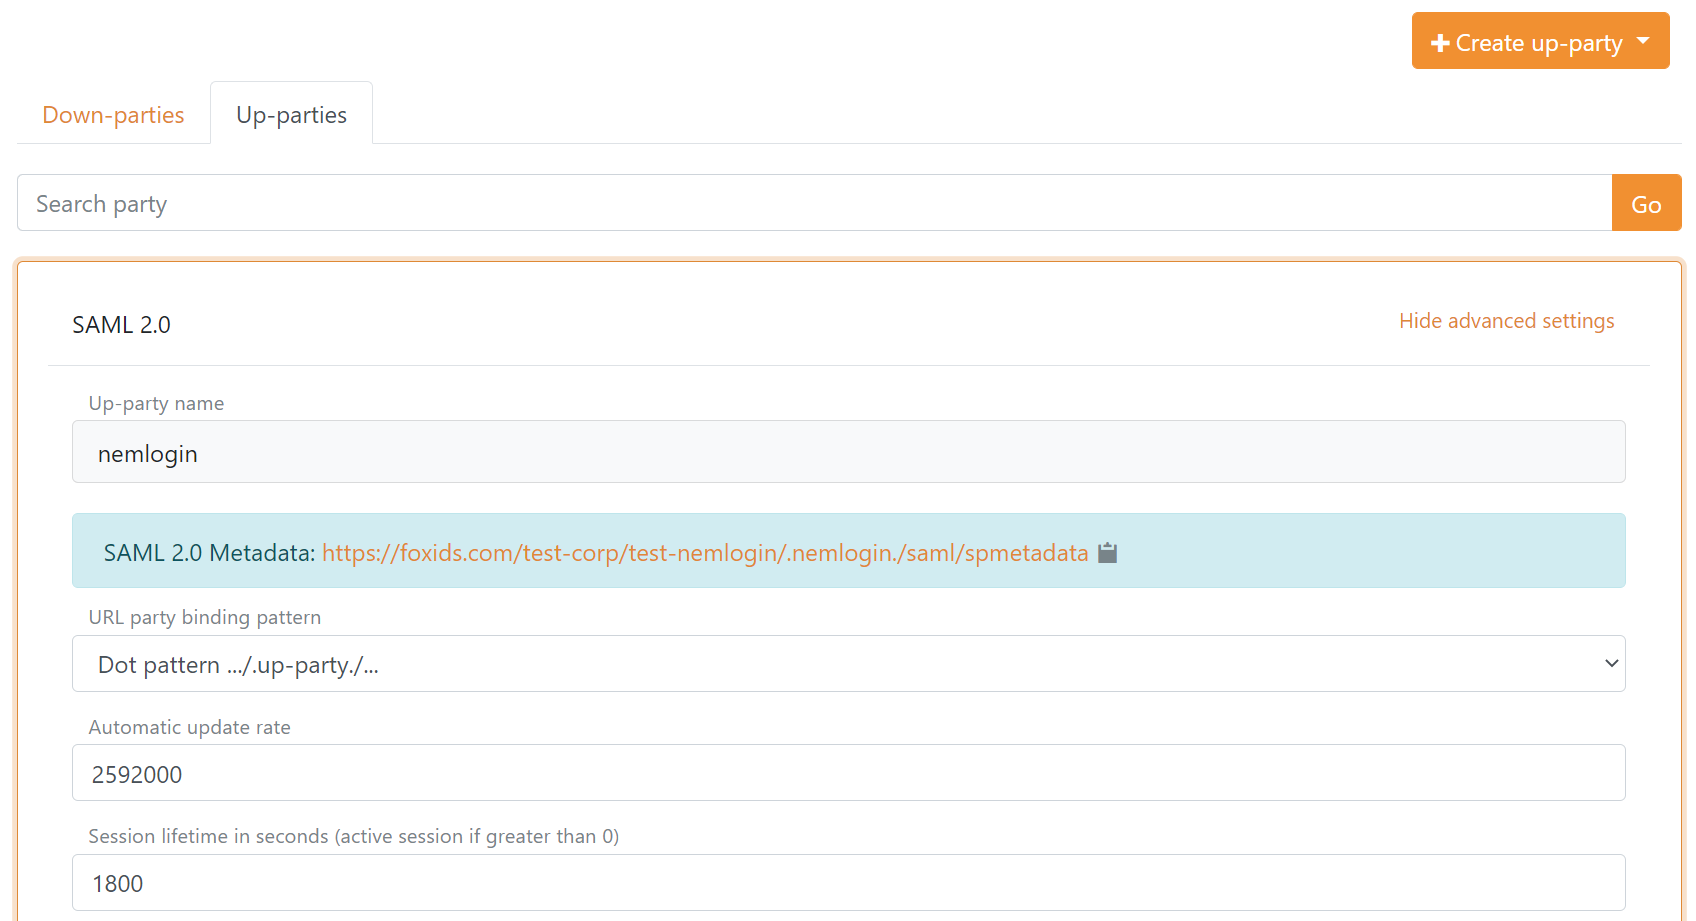 Create up-party
Down-parties
Up-parties
Search party
Go
SAML 2.0
Hide advanced settings
Up-party name
nemlogin
SAML 2.0 Metadata: https://foxids.com/test-corp/test-nemlogin/.nemlogin./saml/spmetadata
URL party binding pattern
Dot pattern .../.up-party./...
Automatic update rate
2592000
Session lifetime in seconds (active session if greater than 0)
1800